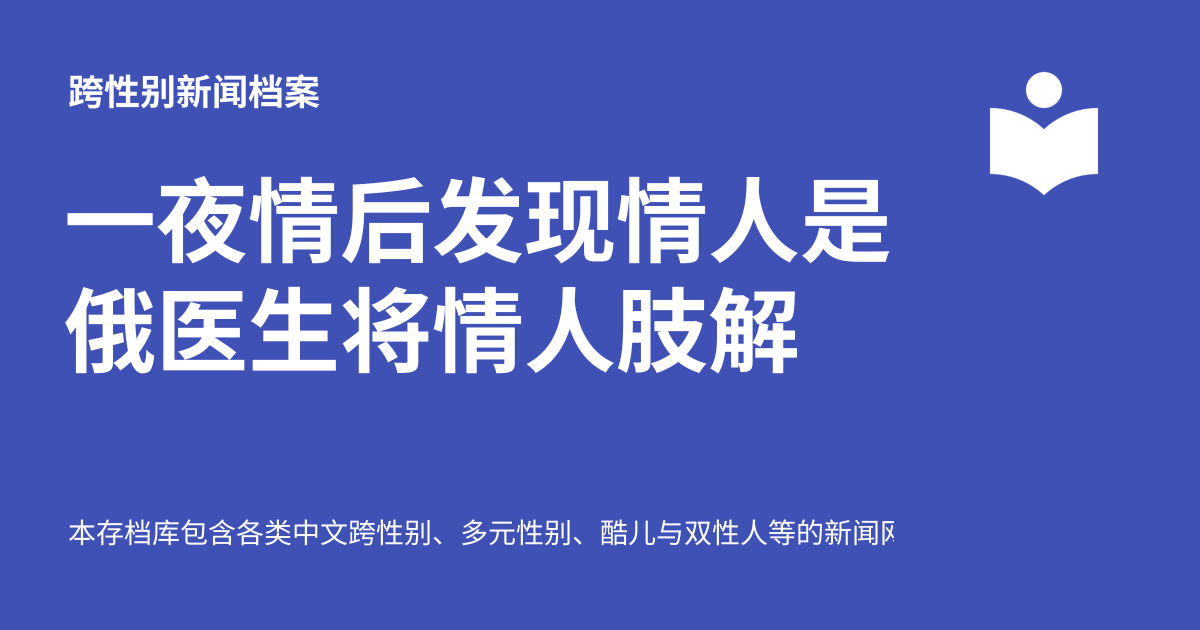 跨性别新闻档案
一夜情后发现情人是
俄医生将情人肢解
本存档库包含各类中文跨性别、多元性别、酷儿与双性人等的新闻